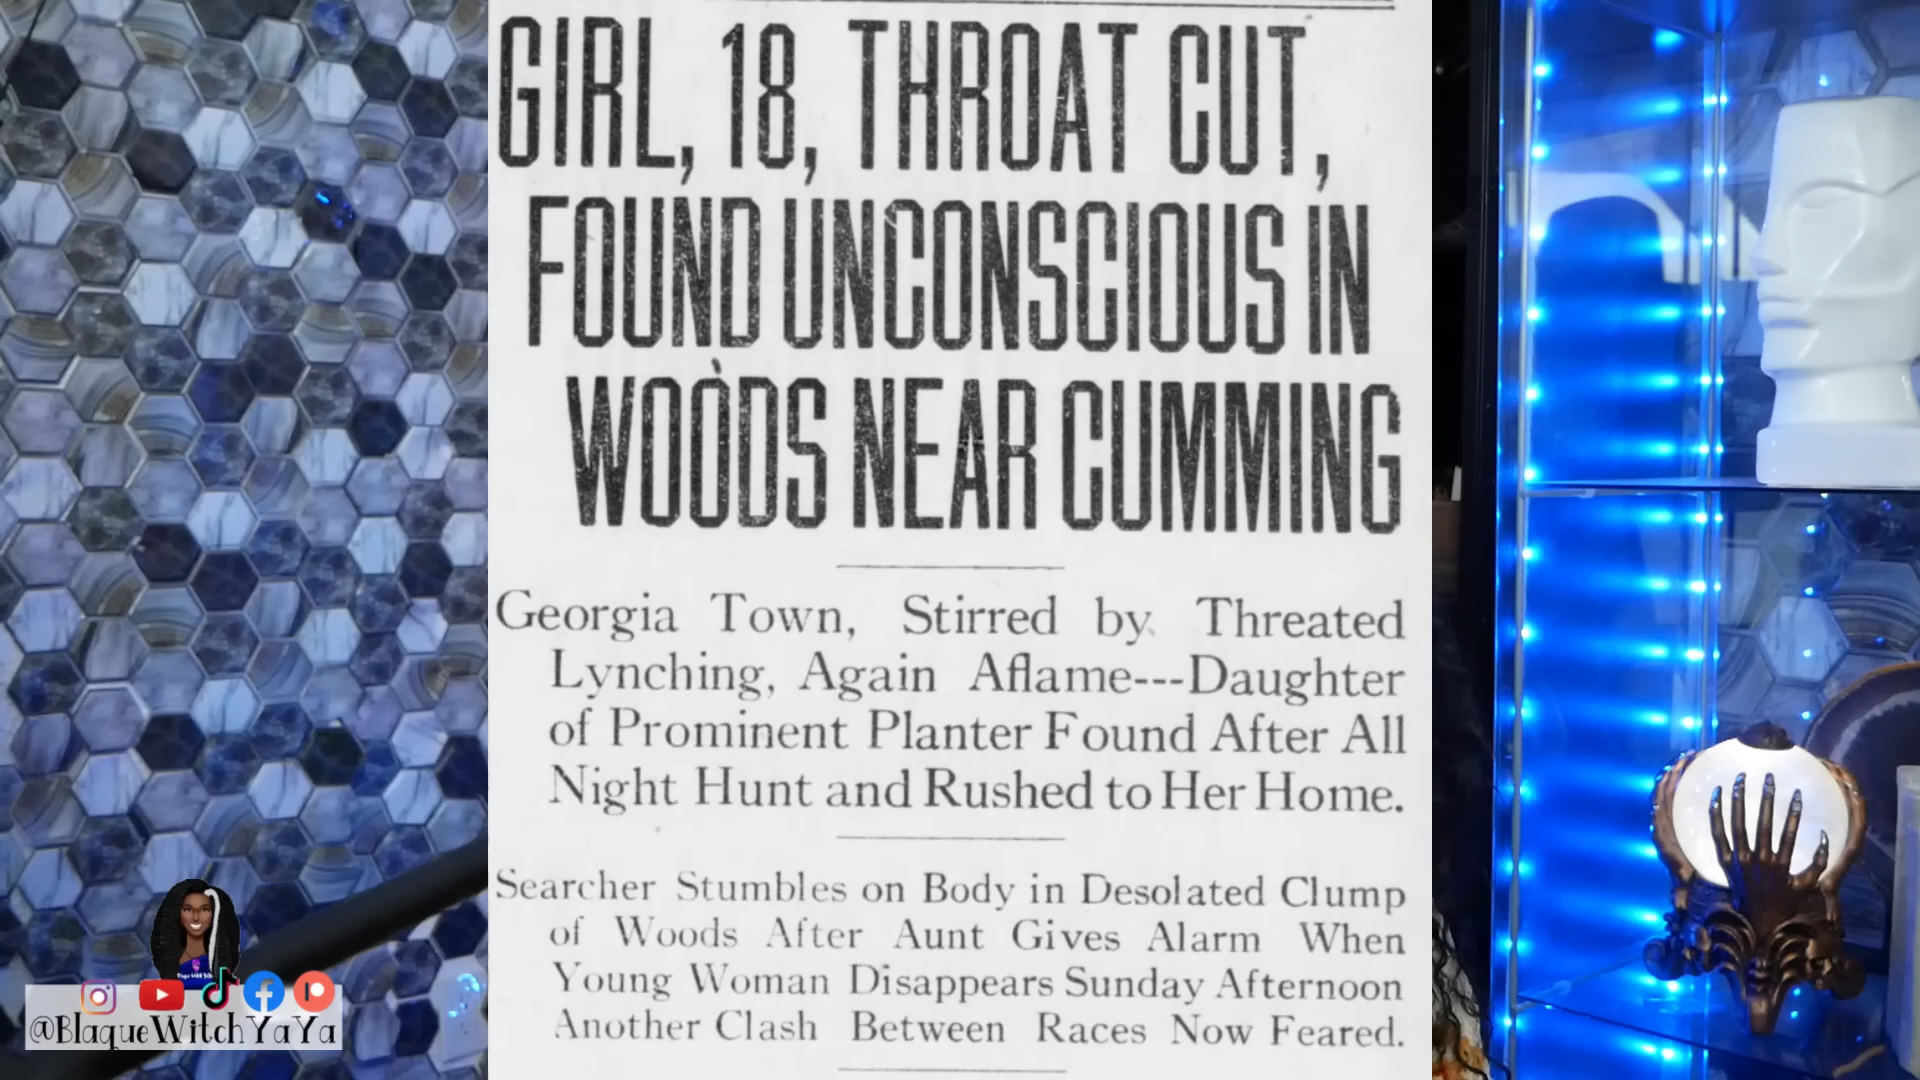 GIRL, 18, THROAT CUT,
FOUND UNCONSCIOUS IN
WOODS NEAR CUMMING
Georgia Town, Stirred by Threated
Lynching, Again Aflame---Daughter
of Prominent Planter Found After All
Night Hunt and Rushed to Her Home.
Searcher Stumbles on Body in Desolated Clump
of Woods After Aunt Gives Alarm When
Young Woman Disappears Sunday Afternoon
Another Clash Between Races Now Feared.
@BlaqueWitchYaYa